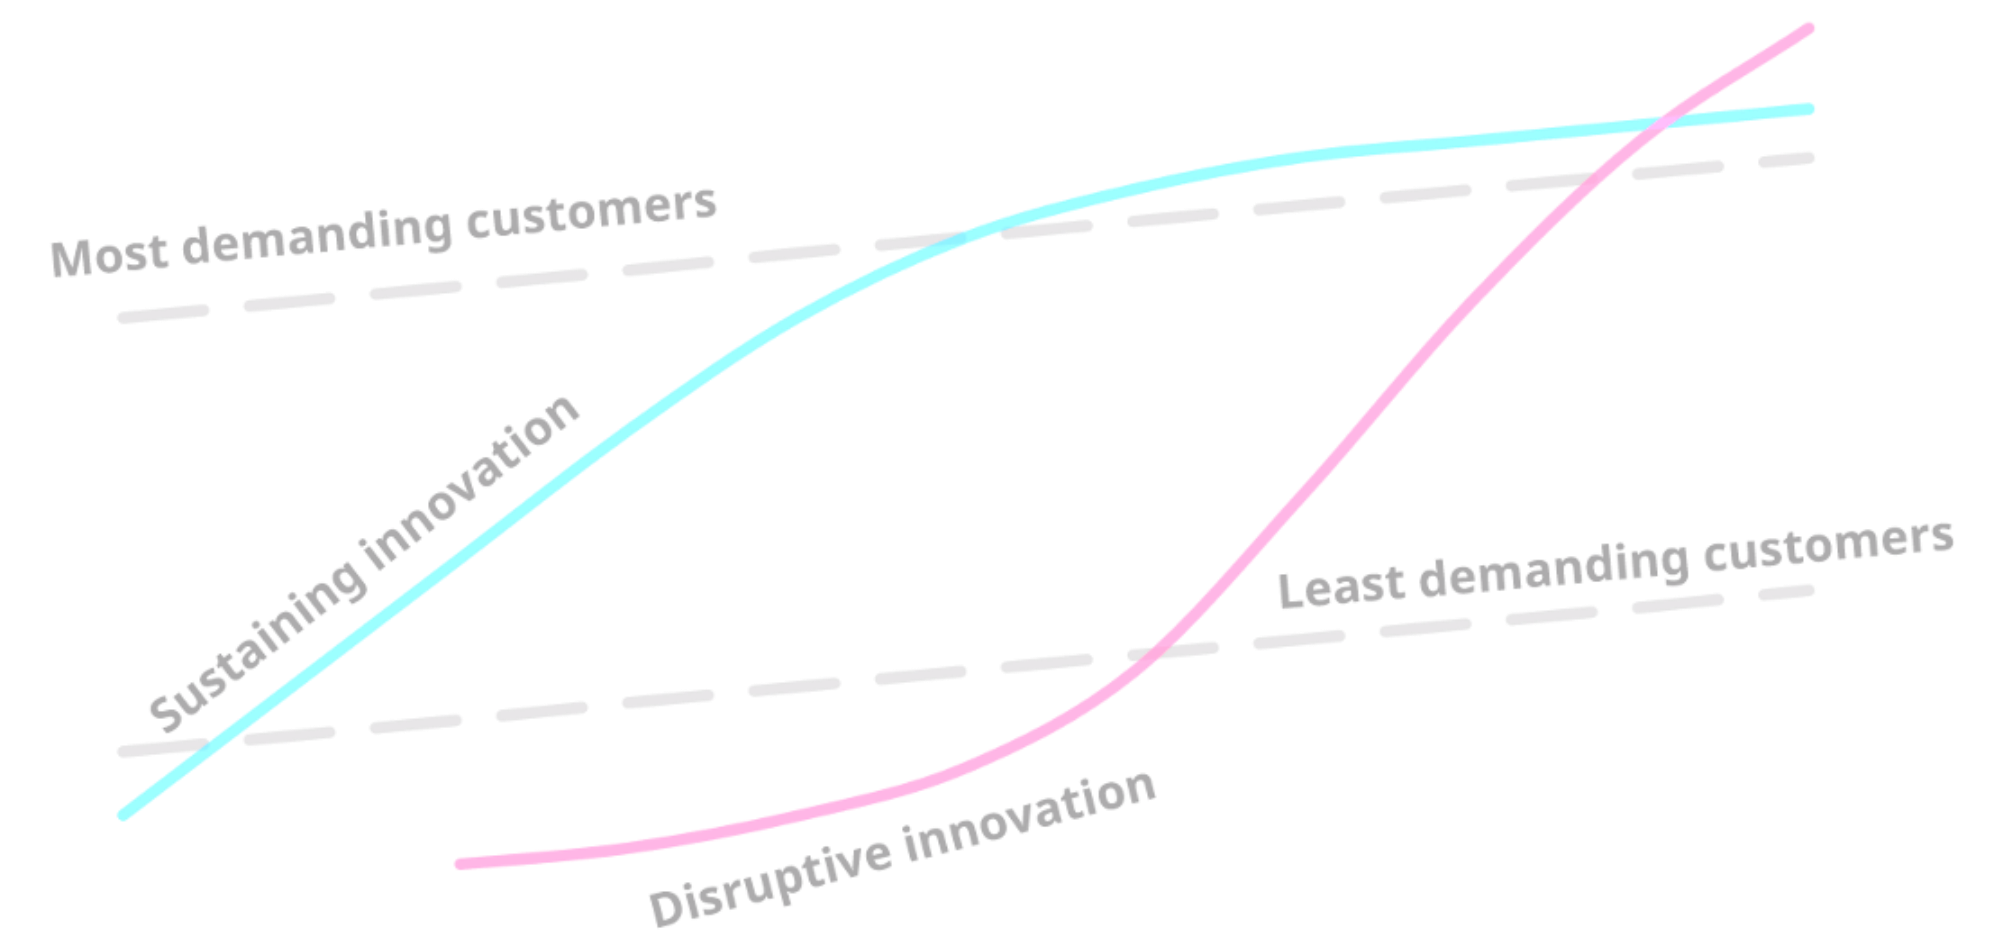 Most demanding customers
Sustaining innovation
Least demanding customers
Disruptive innovation